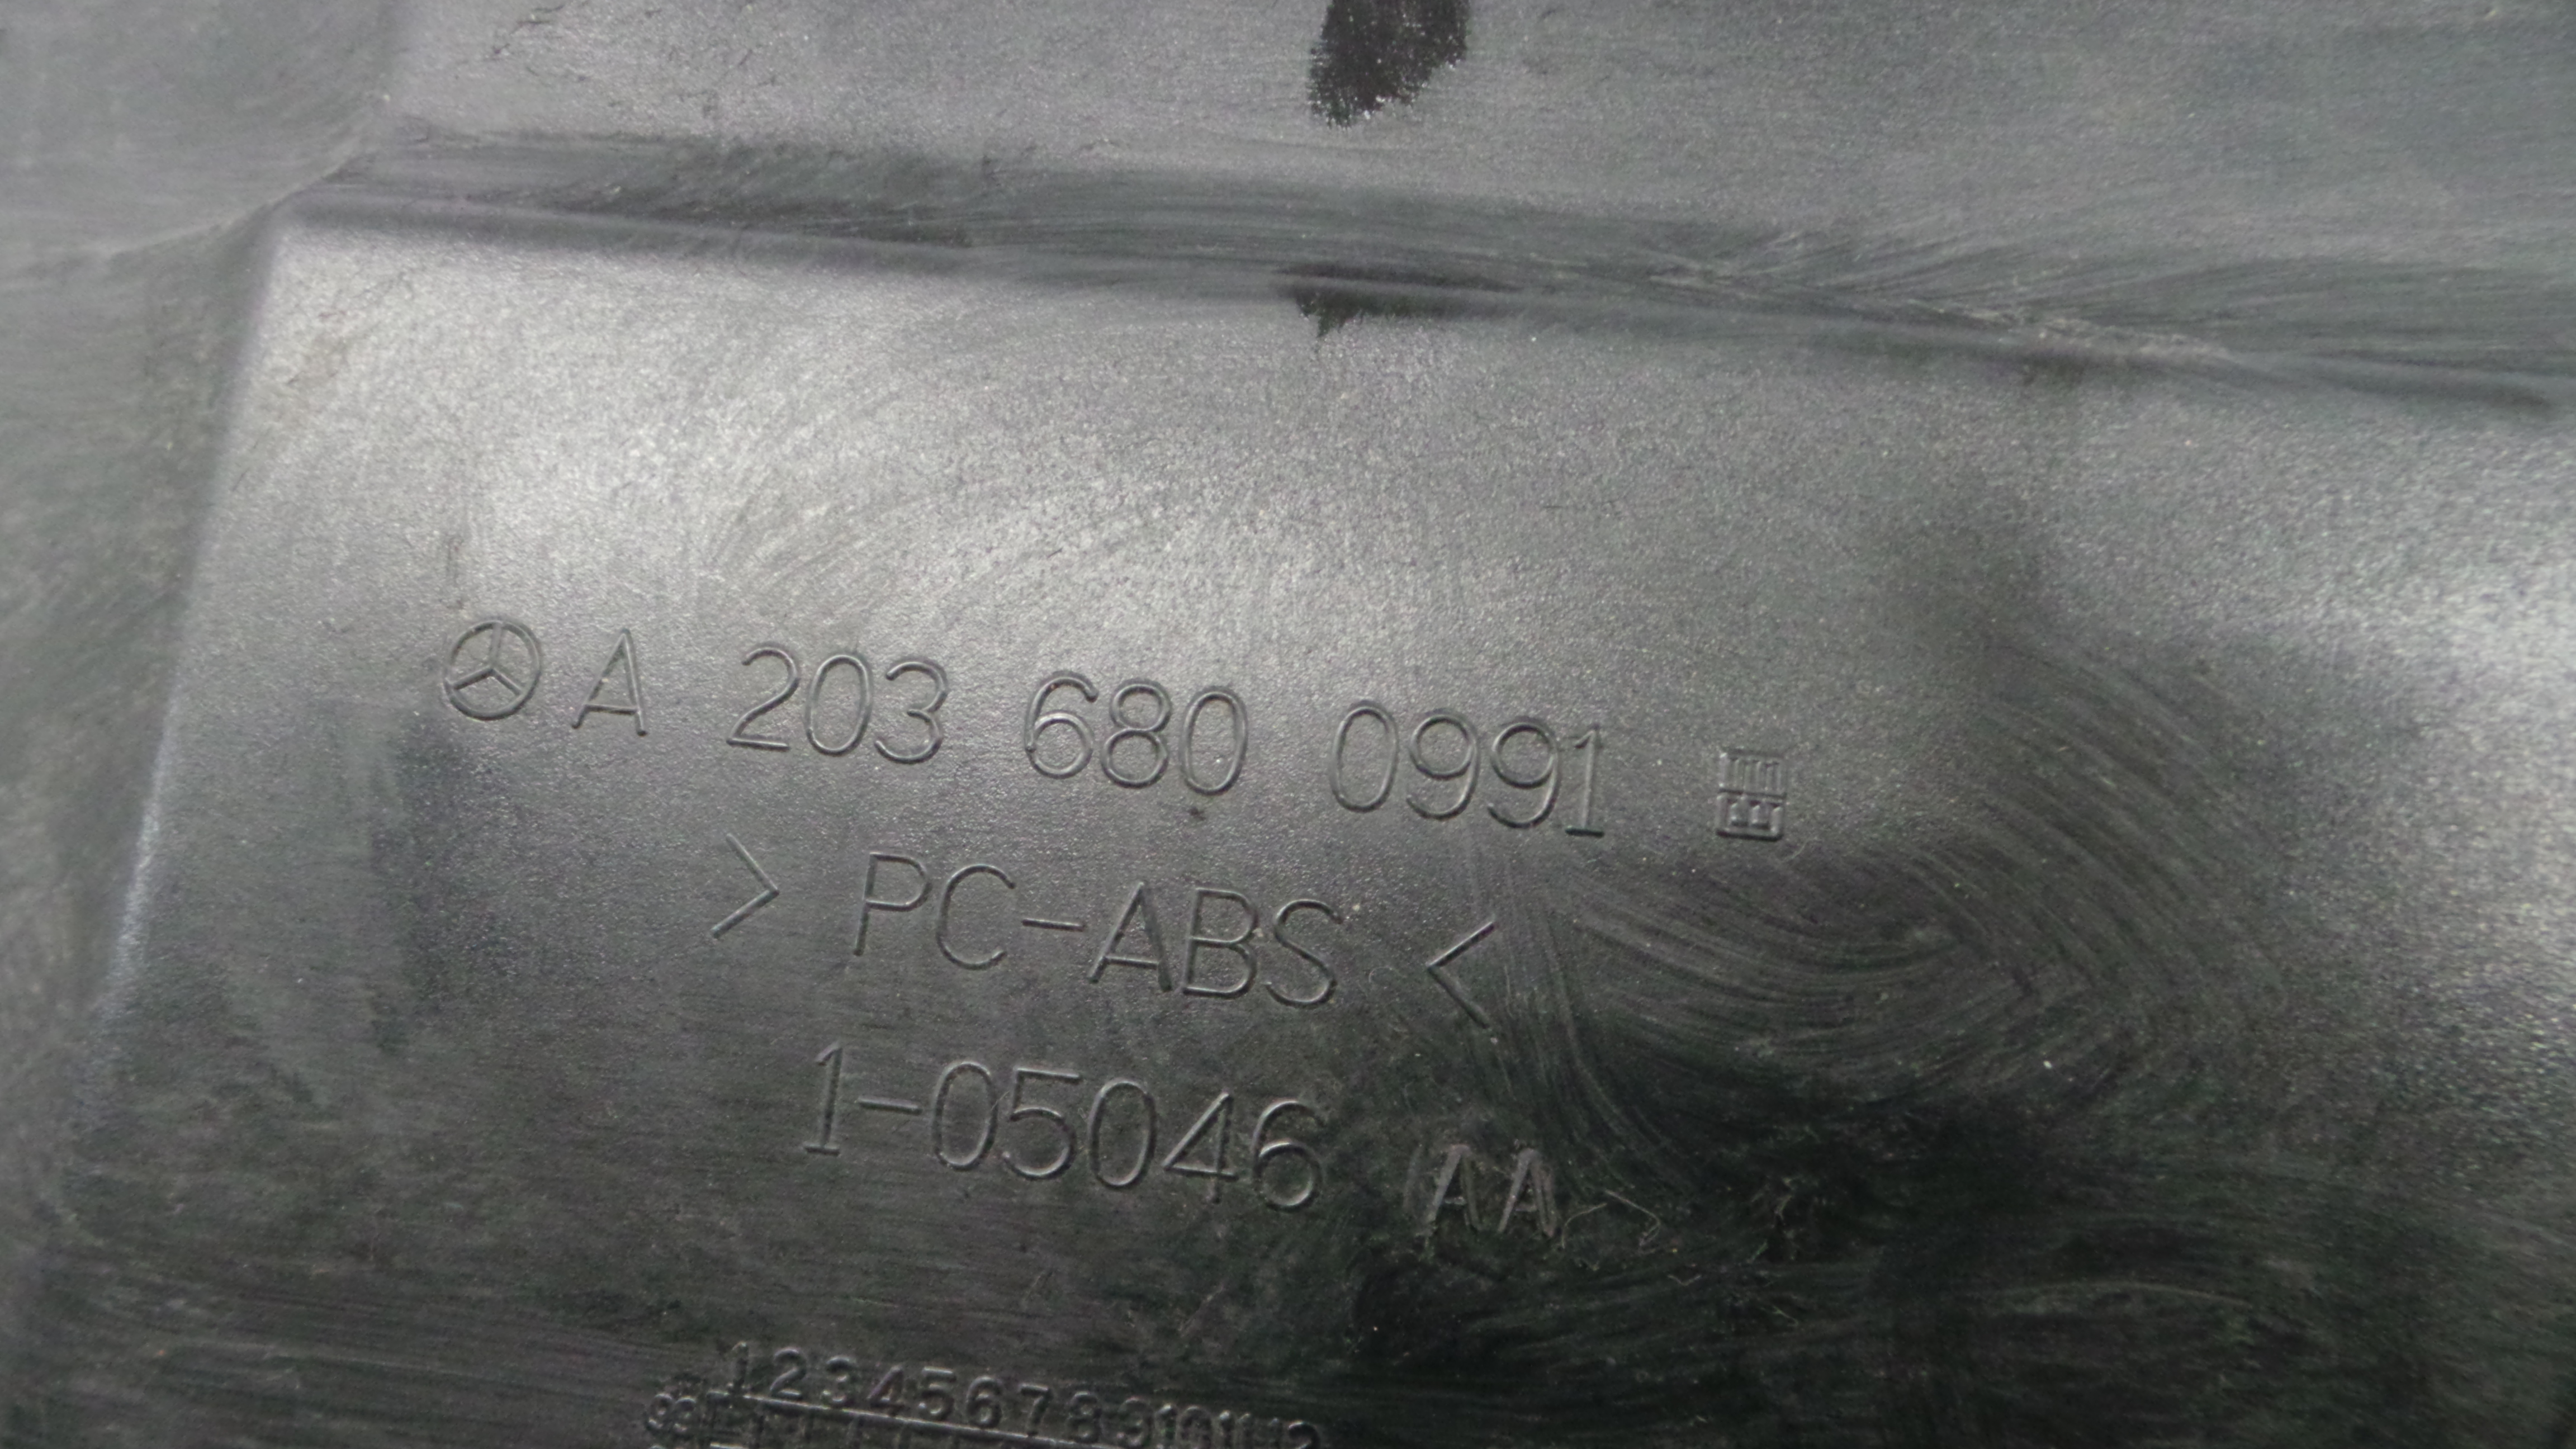 A 203 680 0991
> PC-ABS <
1-05046 AA
1 2 3 4 5 6 7 8 9 10 11 12
99